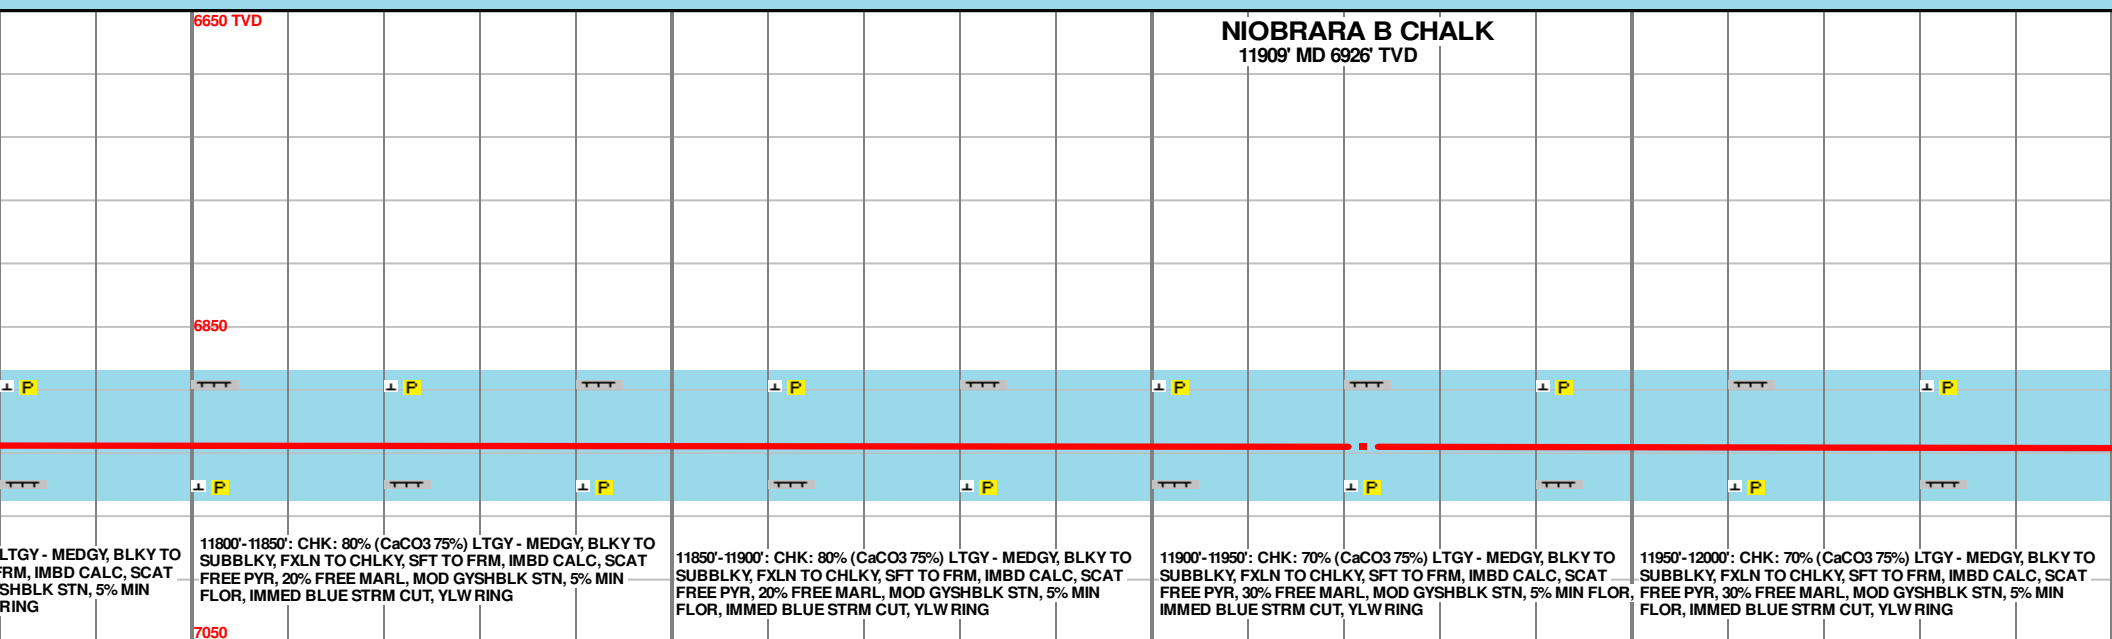 6650 TVD
NIOBRARA B CHALK
11909' MD 6926' TVD
6850
P
P
P
P
P
P
P
P
P
P
LTGY - MEDGY, BLKY TO
FRM, IMBD CALC, SCAT
SHBLK STN, 5% MIN
RING
11800'-11850': CHK: 80% (CaCO3 75%) LTGY - MEDGY, BLKY TO
SUBBLKY, FXLN TO CHLKY, SFT TO FRM, IMBD CALC, SCAT
FREE PYR, 20% FREE MARL, MOD GYSHBLK STN, 5% MIN
FLOR, IMMED BLUE STRM CUT, YLW RING
11850'-11900': CHK: 80% (CaCO3 75%) LTGY - MEDGY, BLKY TO
SUBBLKY, FXLN TO CHLKY, SFT TO FRM, IMBD CALC, SCAT
FREE PYR, 20% FREE MARL, MOD GYSHBLK STN, 5% MIN
FLOR, IMMED BLUE STRM CUT, YLW RING
11900'-11950': CHK: 70% (CaCO3 75%) LTGY - MEDGY, BLKY TO
SUBBLKY, FXLN TO CHLKY, SFT TO FRM, IMBD CALC, SCAT
FREE PYR, 30% FREE MARL, MOD GYSHBLK STN, 5% MIN FLOR,
IMMED BLUE STRM CUT, YLW RING
11950'-12000': CHK: 70% (CaCO3 75%) LTGY - MEDGY, BLKY TO
SUBBLKY, FXLN TO CHLKY, SFT TO FRM, IMBD CALC, SCAT
FREE PYR, 30% FREE MARL, MOD GYSHBLK STN, 5% MIN
FLOR, IMMED BLUE STRM CUT, YLW RING
7050